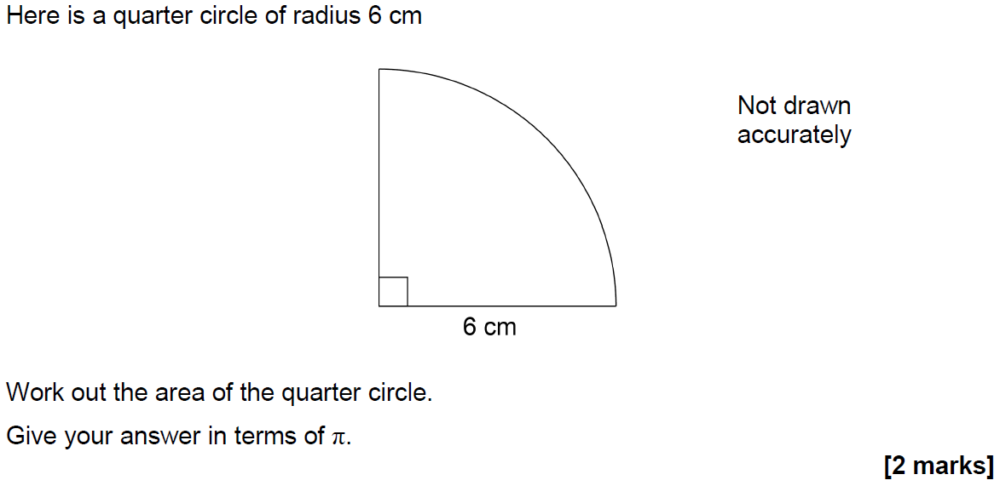 Here is a quarter circle of radius 6 cm
Not drawn
accurately
6 cm
Work out the area of the quarter circle.
Give your answer in terms of π.
[2 marks]